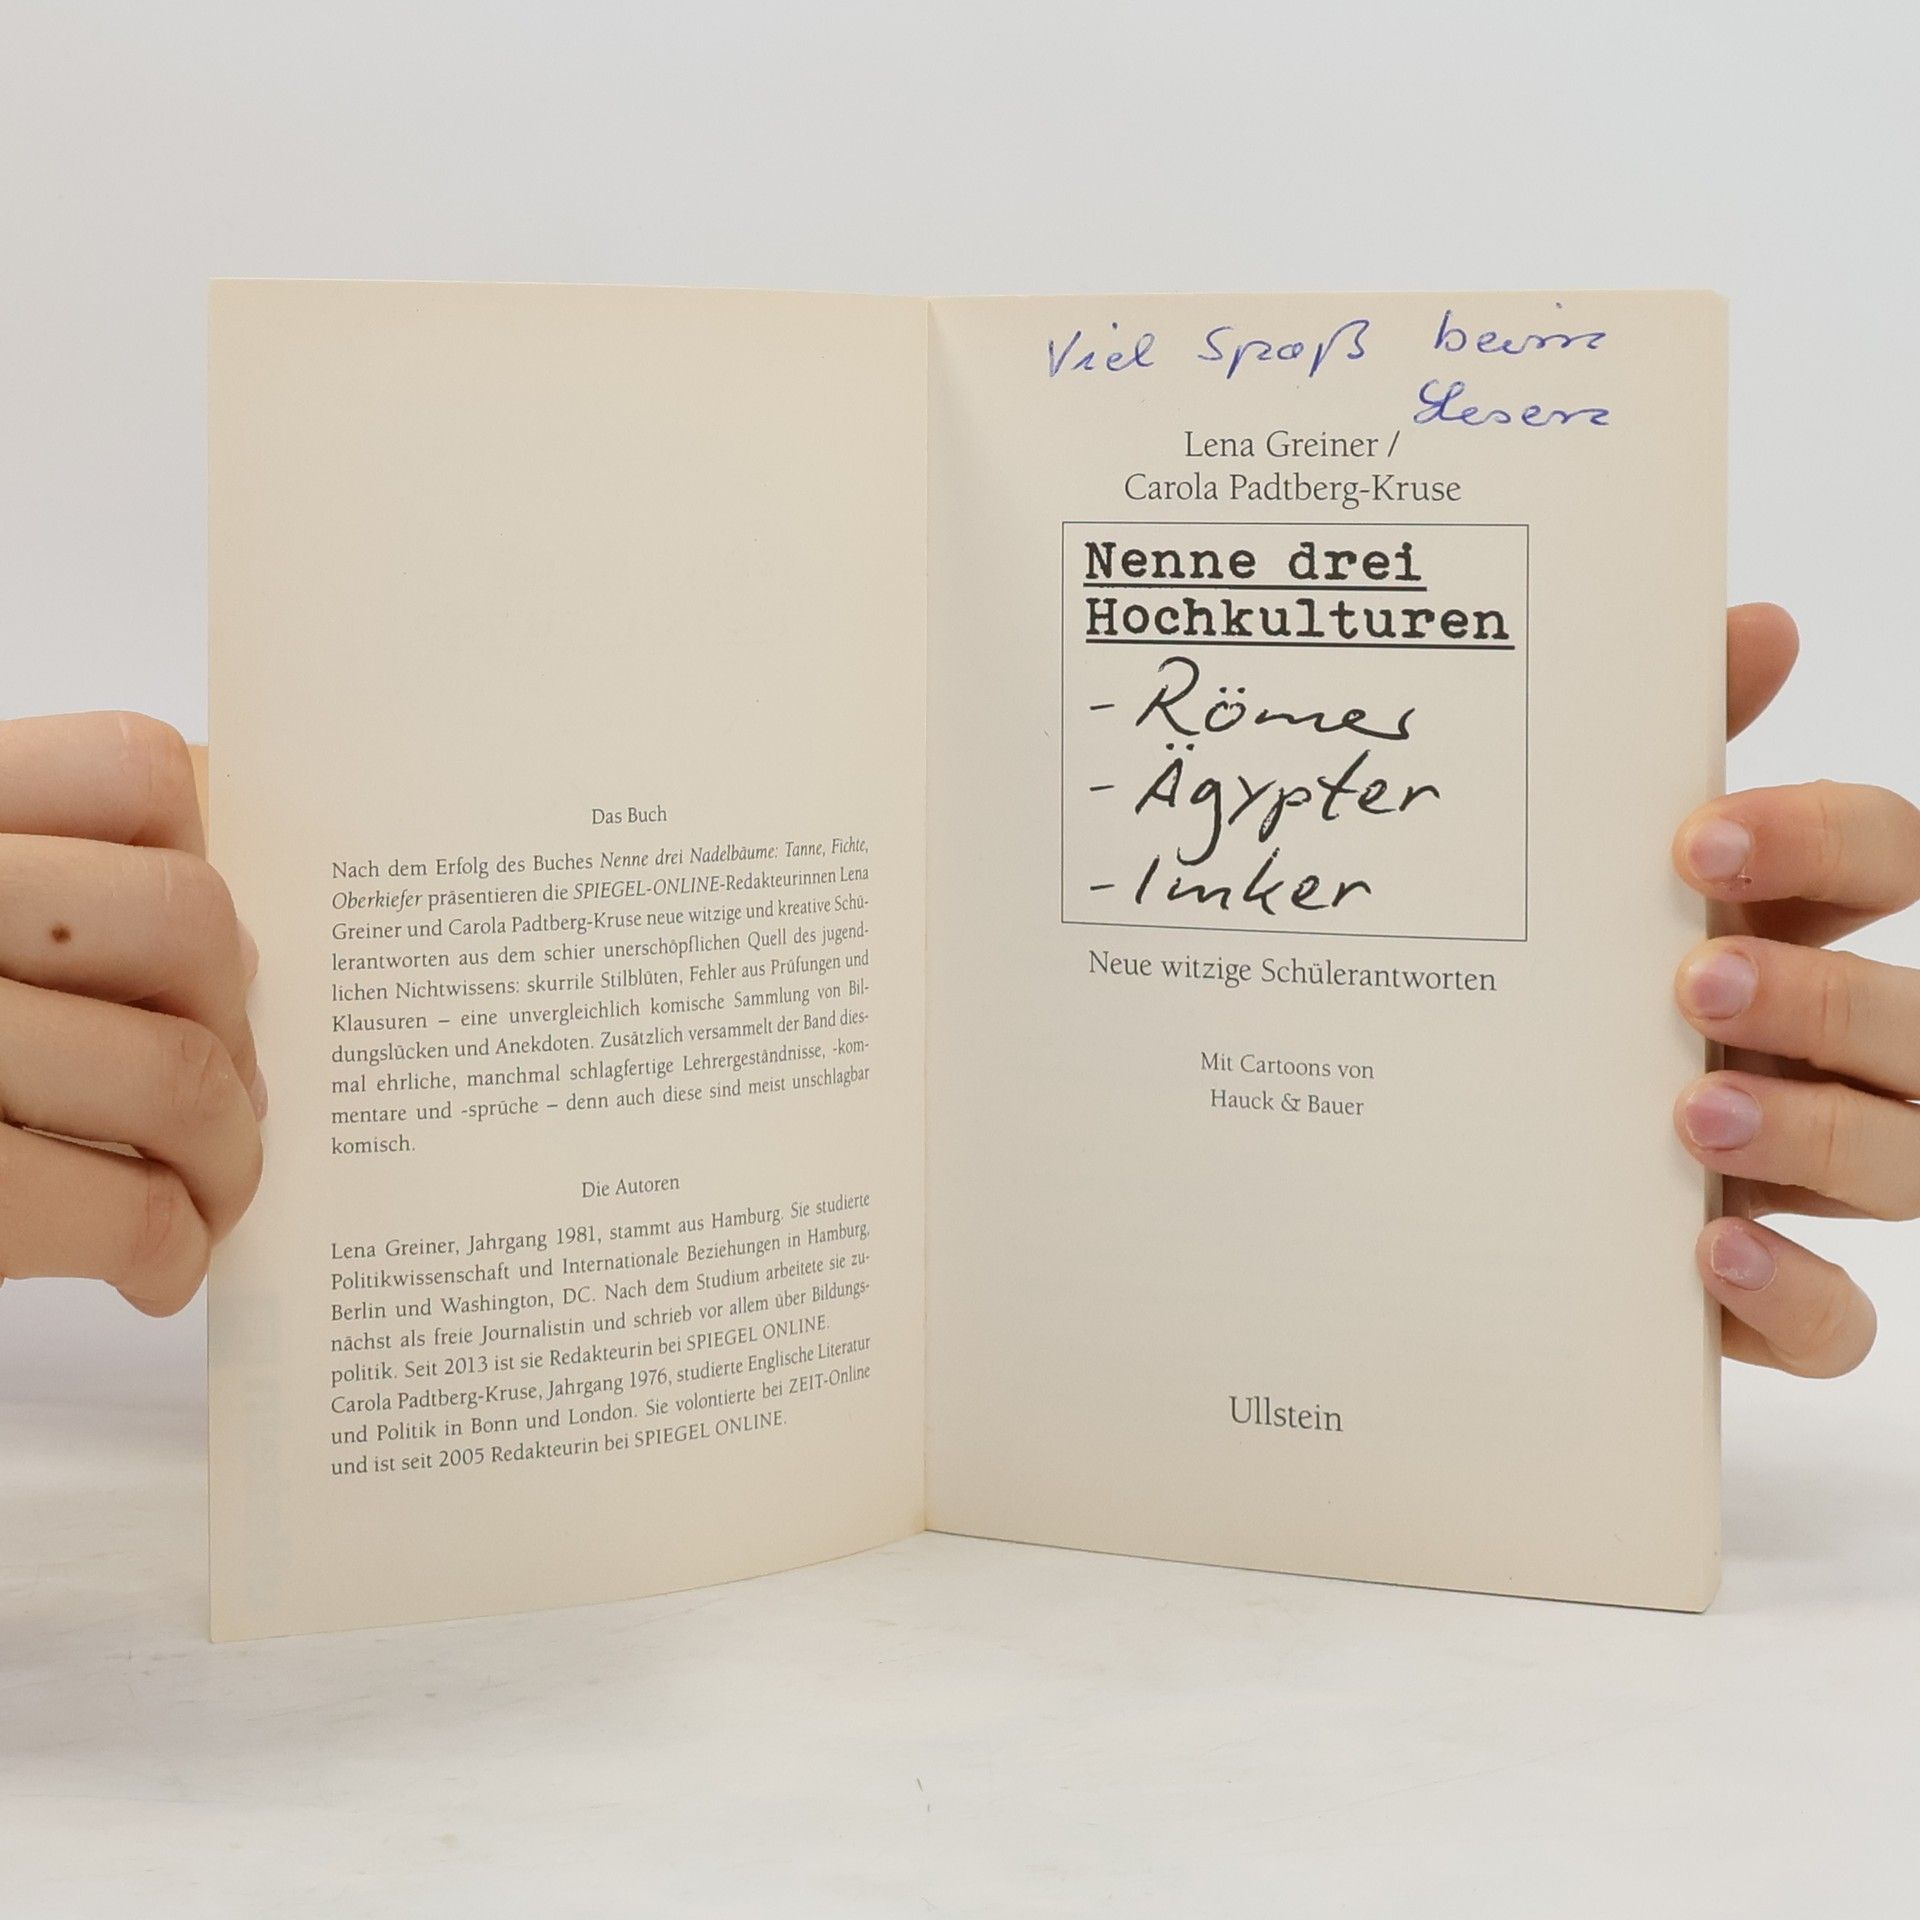 Das Buch
Nach dem Erfolg des Buches Nenne drei Nadelbäume: Tanne, Fichte,
Oberkiefer präsentieren die SPIEGEL-ONLINE-Redakteurinnen Lena
Greiner und Carola Padtberg-Kruse neue witzige und kreative Schü-
lerantworten aus dem schier unerschöpflichen Quell des jugend-
lichen Nichtwissens: skurrile Stilblüten, Fehler aus Prüfungen und
Klausuren – eine unvergleichlich komische Sammlung von Bil-
dungslücken und Anekdoten. Zusätzlich versammelt der Band dies-
mal ehrliche, manchmal schlagfertige Lehrergeständnisse, -kom-
mentare und -sprüche – denn auch diese sind meist unschlagbar
komisch.
Die Autoren
Lena Greiner, Jahrgang 1981, stammt aus Hamburg. Sie studierte
Politikwissenschaft und Internationale Beziehungen in Hamburg,
Berlin und Washington, DC. Nach dem Studium arbeitete sie zu-
nächst als freie Journalistin und schrieb vor allem über Bildungs-
politik. Seit 2013 ist sie Redakteurin bei SPIEGEL ONLINE.
Carola Padtberg-Kruse, Jahrgang 1976, studierte Englische Literatur
und Politik in Bonn und London. Sie volontierte bei ZEIT-Online
und ist seit 2005 Redakteurin bei SPIEGEL ONLINE.
Viel Spaß beim
Lesen
Lena Greiner /
Carola Padtberg-Kruse
Nenne drei
Hochkulturen
- Römer
- Ägypter
- Imker
Neue witzige Schülerantworten
Mit Cartoons von
Hauck & Bauer
Ullstein